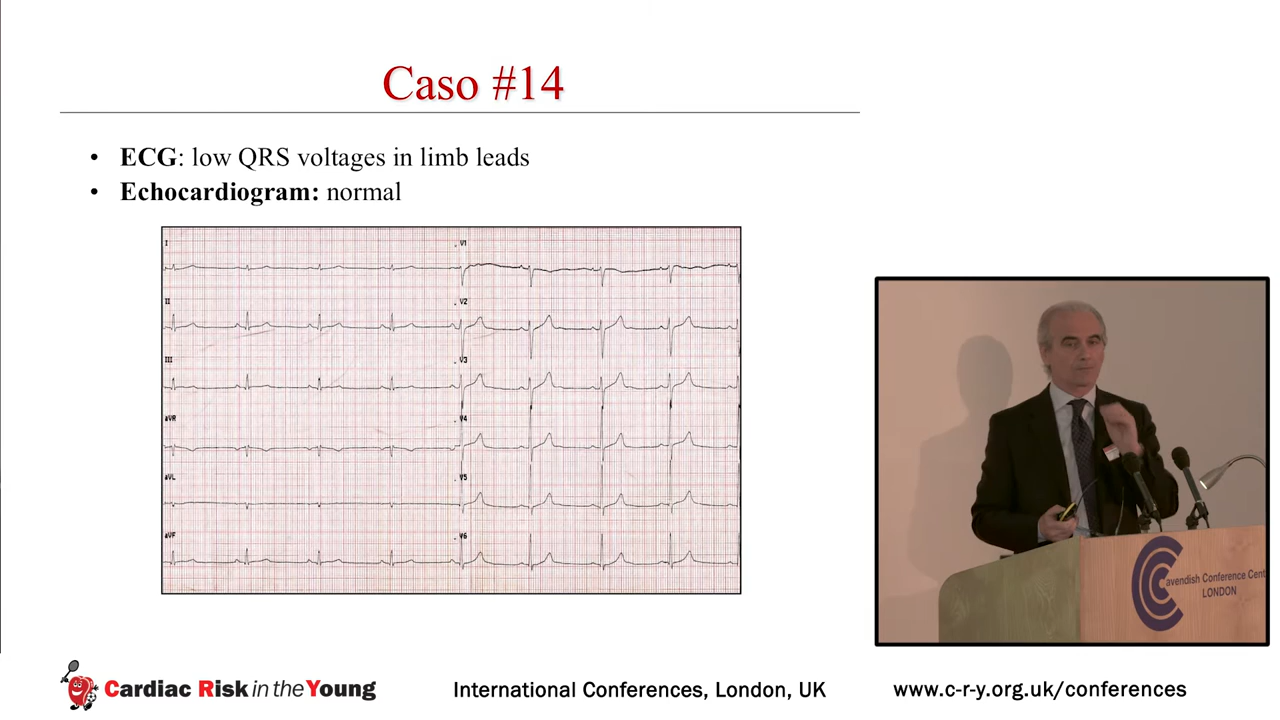 Caso #14
• ECG: low QRS voltages in limb leads
• Echocardiogram: normal
I
V1
II
V2
III
V3
aVR
V4
aVL
V5
aVF
V6
avendish Conference Cent
LONDON
Cardiac Risk in the Young
International Conferences, London, UK
www.c-r-y.org.uk/conferences